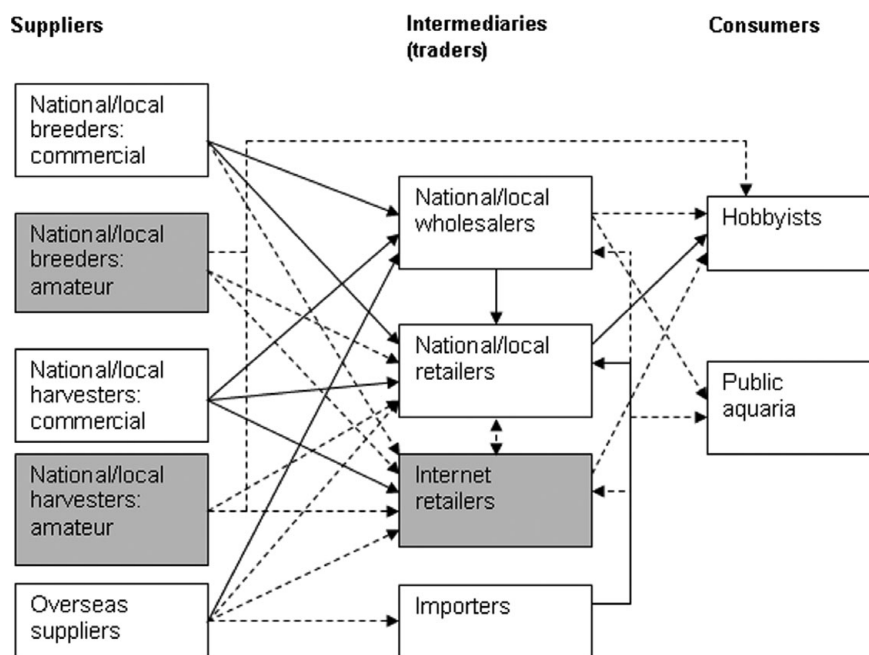 Suppliers
Intermediaries
(traders)
Consumers
National/local
breeders:
commercial
National/local
breeders:
amateur
National/local
harvesters:
commercial
National/local
harvesters:
amateur
Overseas
suppliers
National/local
wholesalers
National/local
retailers
Internet
retailers
Importers
Hobbyists
Public
aquaria